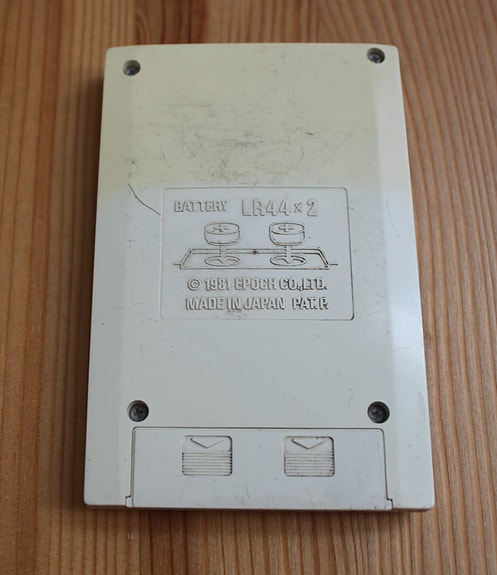 BATTERY LR44 × 2
© 1981 EPOCH CO.,LTD.
MADE IN JAPAN PAT. P.